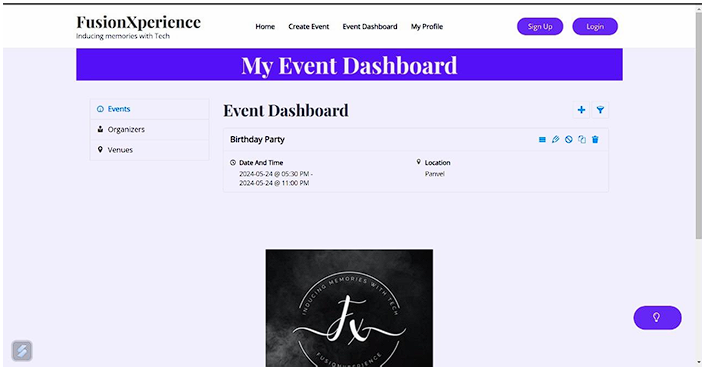 FusionXperience
Inducing memories with Tech
Home Create Event Event Dashboard My Profile
Sign Up Login
My Event Dashboard
Events
Organizers
Venues
Event Dashboard
Birthday Party
Date And Time
2024-05-24 @ 05:30 PM -
2024-05-24 @ 11:00 PM
Location
Panvel
INDUCING MEMORIES WITH TECH
Fx
FUSIONXPERIENCE